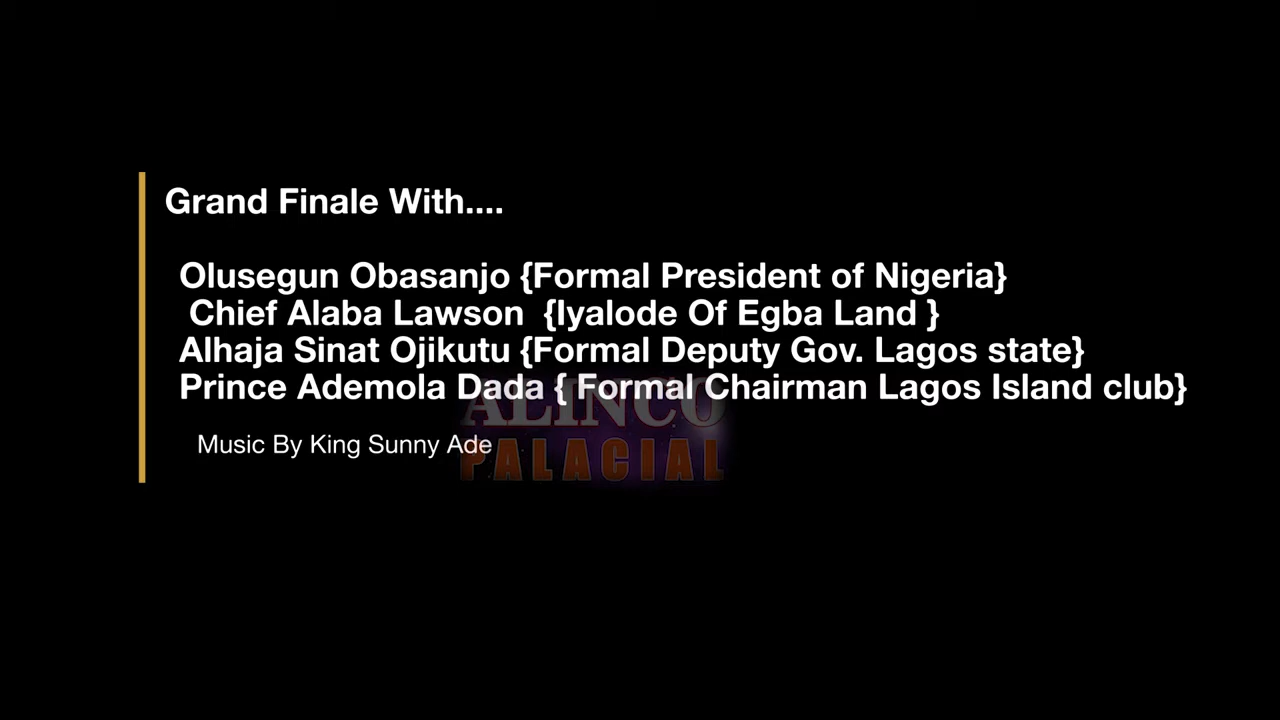 Grand Finale With....
Olusegun Obasanjo {Formal President of Nigeria}
Chief Alaba Lawson {Iyalode Of Egba Land }
Alhaja Sinat Ojikutu {Formal Deputy Gov. Lagos state}
Prince Ademola Dada { Formal Chairman Lagos Island club}
ALINCO
Music By King Sunny Ade
PALACIAL